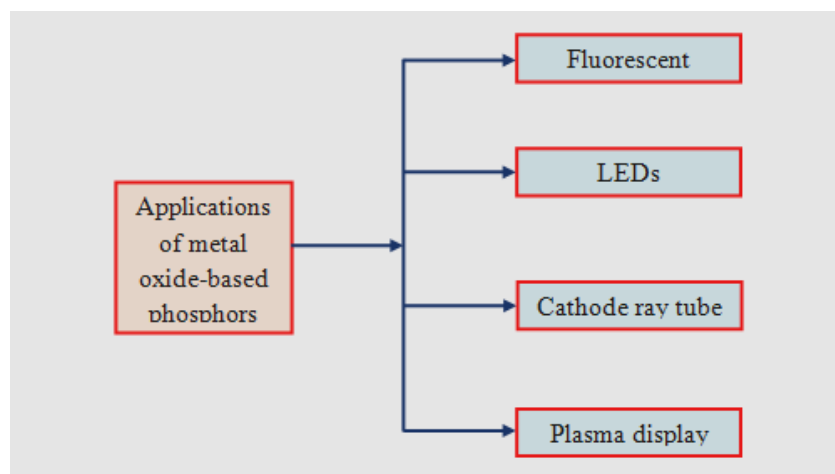 Applications
of metal
oxide-based
phosphors
Fluorescent
LEDs
Cathode ray tube
Plasma display